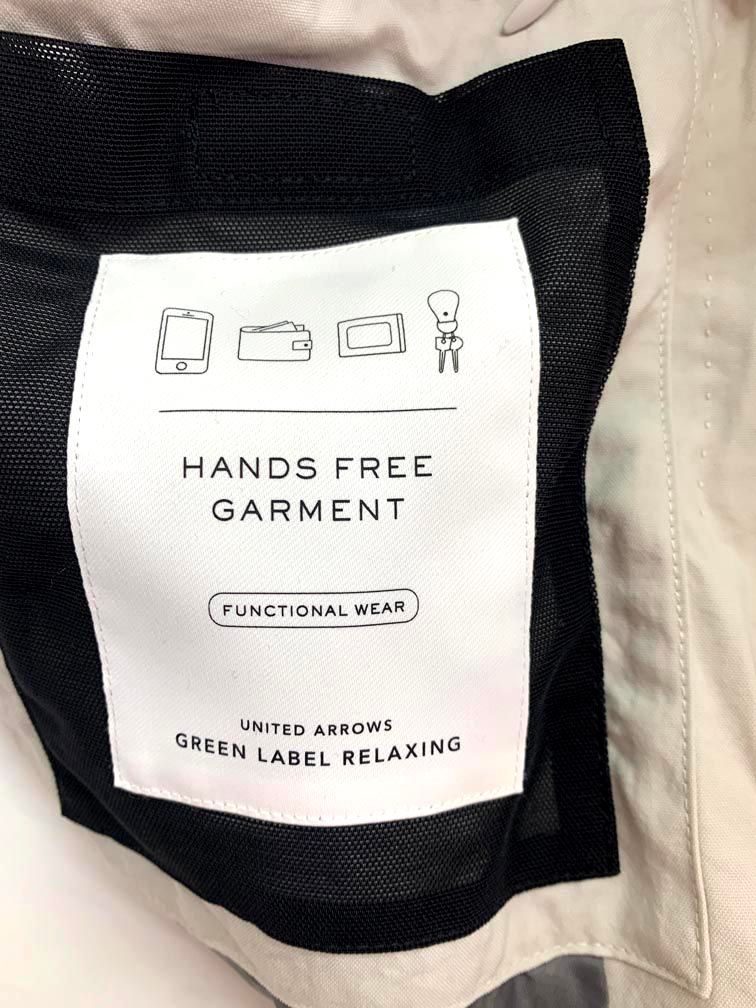 HANDS FREE
GARMENT
FUNCTIONAL WEAR
UNITED ARROWS
GREEN LABEL RELAXING